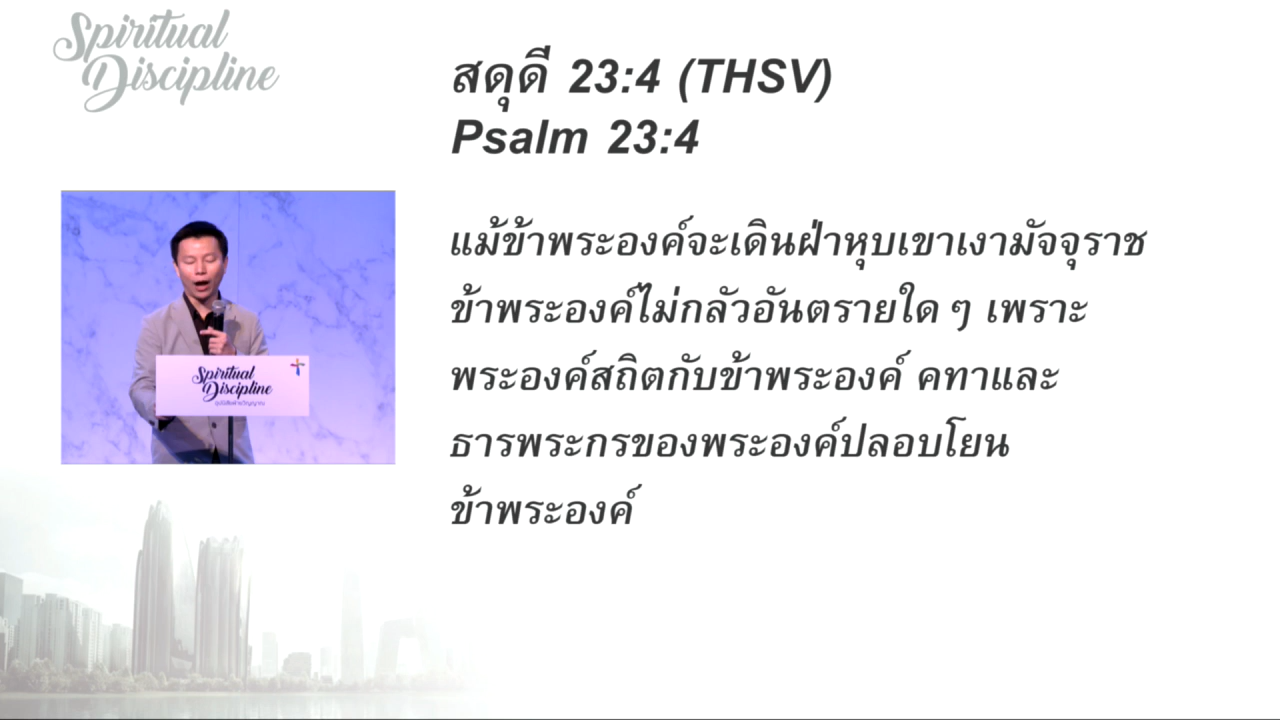 Spiritual
Discipline
สดุดี 23:4 (THSV)
Psalm 23:4
แม้ข้าพระองค์จะเดินฝ่าหุบเขาเงามัจจุราช
ข้าพระองค์ไม่กลัวอันตรายใด ๆ เพราะ
พระองค์สถิตกับข้าพระองค์ คทาและ
ธารพระกรของพระองค์ปลอบโยน
ข้าพระองค์
Spiritual
Discipline